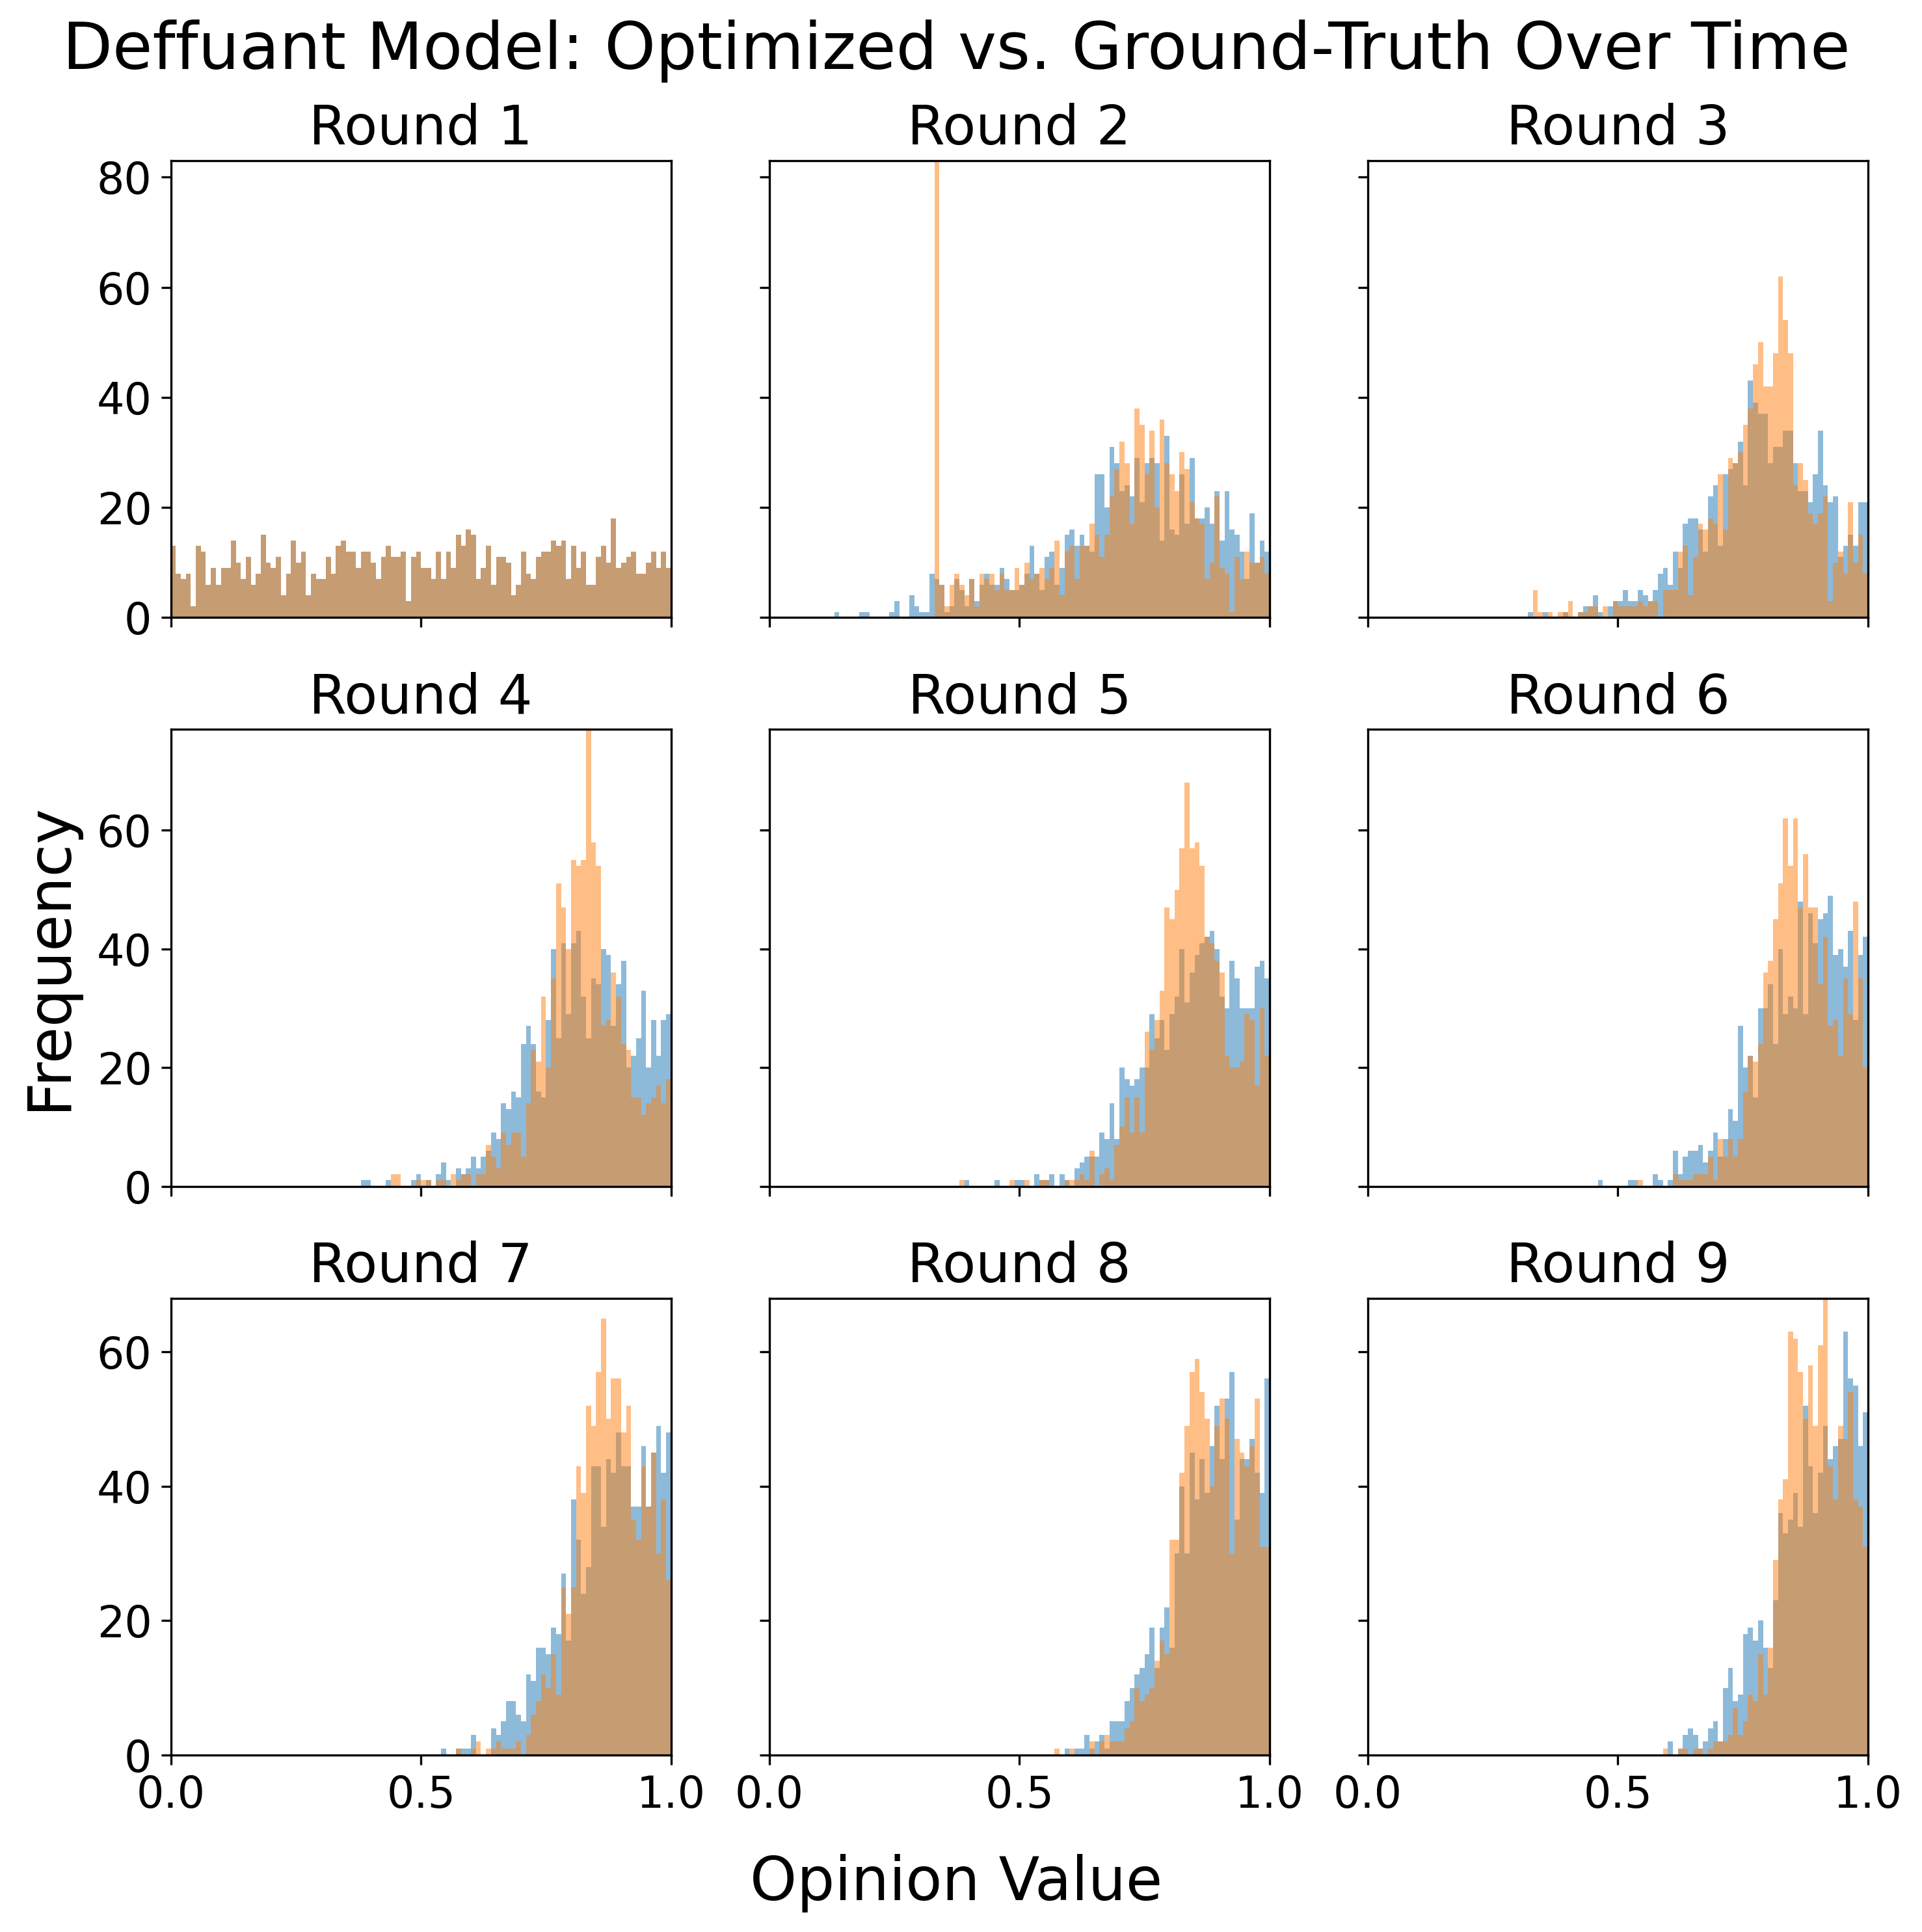 Deffuant Model: Optimized vs. Ground-Truth Over Time
Round 1
Round 2
Round 3
80
60
40
20
0
Round 4
Round 5
Round 6
Frequency
60
40
20
0
Round 7
Round 8
Round 9
60
40
20
0
0.0 0.5 1.0 0.0 0.5 1.0 0.0 0.5 1.0
Opinion Value